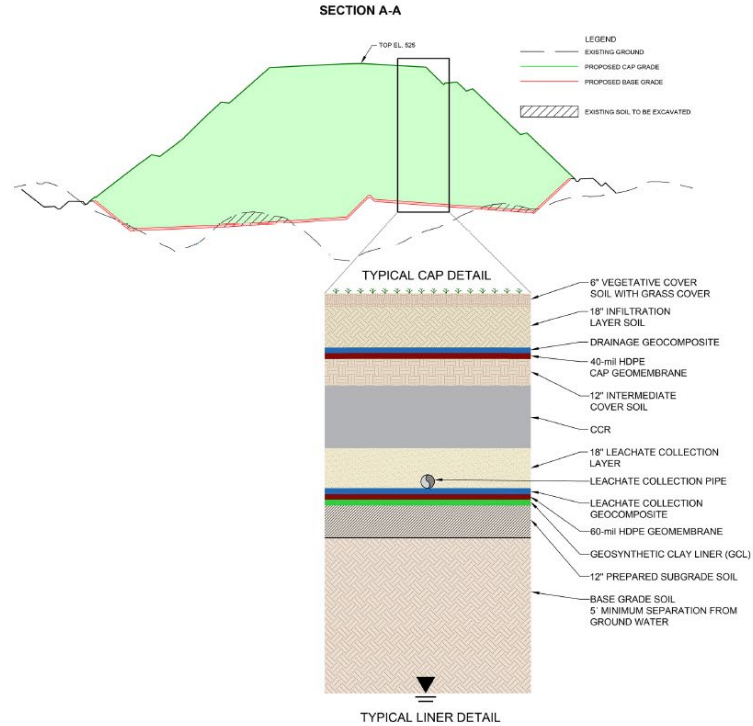 SECTION A-A
TOP EL. 525
LEGEND
EXISTING GROUND
PROPOSED CAP GRADE
PROPOSED BASE GRADE
EXISTING SOIL TO BE EXCAVATED
TYPICAL CAP DETAIL
6" VEGETATIVE COVER
SOIL WITH GRASS COVER
18" INFILTRATION
LAYER SOIL
DRAINAGE GEOCOMPOSITE
40-mil HDPE
CAP GEOMEMBRANE
12" INTERMEDIATE
COVER SOIL
CCR
18" LEACHATE COLLECTION
LAYER
LEACHATE COLLECTION PIPE
LEACHATE COLLECTION
GEOCOMPOSITE
60-mil HDPE GEOMEMBRANE
GEOSYNTHETIC CLAY LINER (GCL)
12" PREPARED SUBGRADE SOIL
BASE GRADE SOIL
5' MINIMUM SEPARATION FROM
GROUND WATER
TYPICAL LINER DETAIL